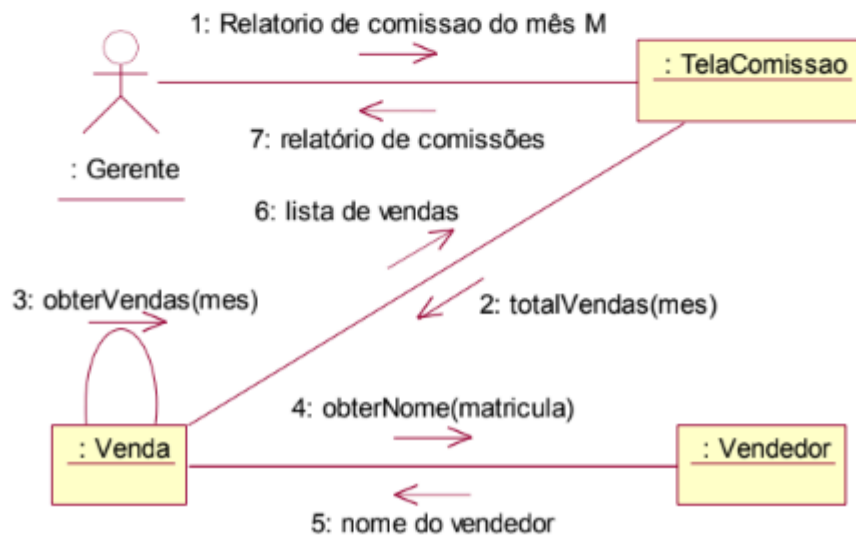 1: Relatorio de comissao do mês M
: TelaComissao
7: relatório de comissões
: Gerente
6: lista de vendas
3: obterVendas(mes)
2: totalVendas(mes)
4: obterNome(matricula)
: Venda
: Vendedor
5: nome do vendedor